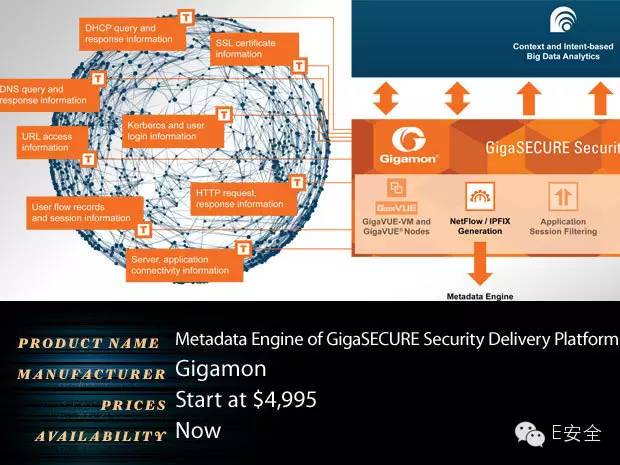 DHCP query and
response information
T
SSL certificate
information
T
DNS query and
response information
T
Kerberos and user
login information
T
URL access
information
T
HTTP request,
response information
T
User flow records
and session information
T
Server, application
connectivity information
T
Context and Intent-based
Big Data Analytics
Gigamon®
GigaSECURE Securit
GigaVUE
GigaVUE-VM and
GigaVUE® Nodes
NetFlow / IPFIX
Generation
Application
Session Filtering
Metadata Engine
PRODUCT NAME Metadata Engine of GigaSECURE Security Delivery Platform
MANUFACTURER Gigamon
PRICES Start at $4,995
AVAILABILITY Now
E安全